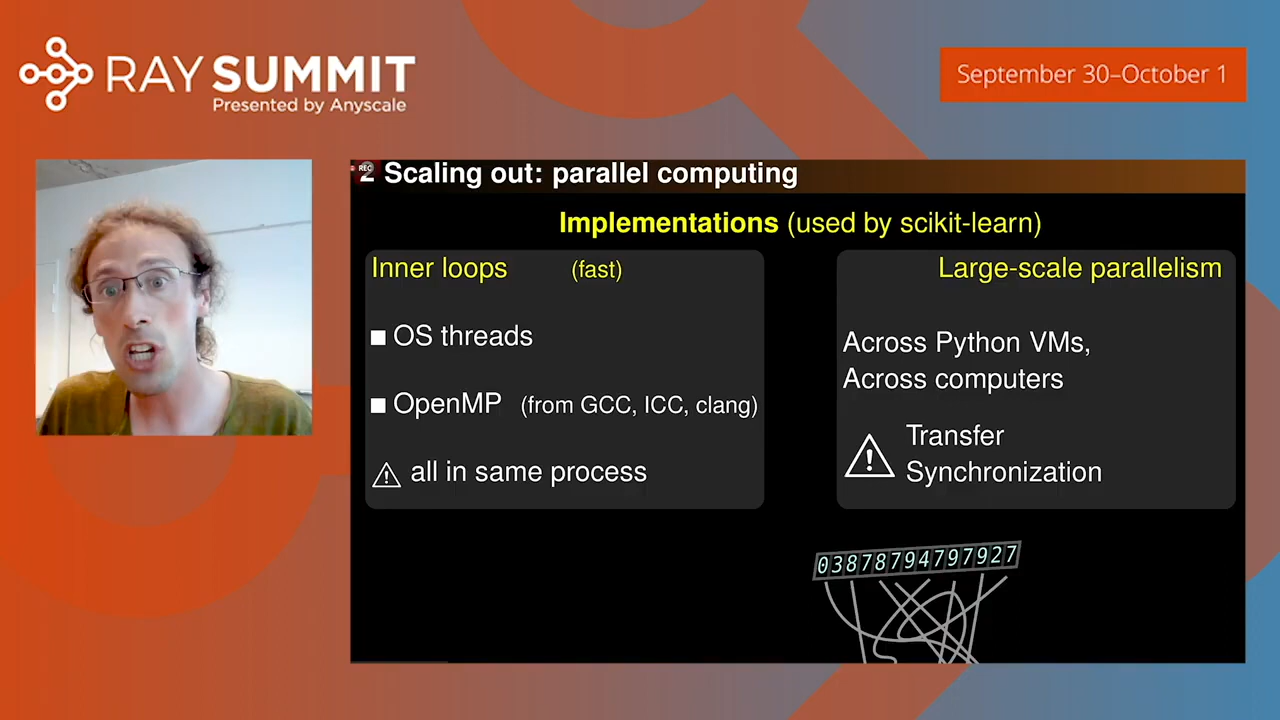 RAY SUMMIT
Presented by Anyscale
September 30–October 1
REC
2 Scaling out: parallel computing
Implementations (used by scikit-learn)
Inner loops (fast)
OS threads
OpenMP (from GCC, ICC, clang)
all in same process
Large-scale parallelism
Across Python VMs,
Across computers
Transfer
Synchronization
03878794797927